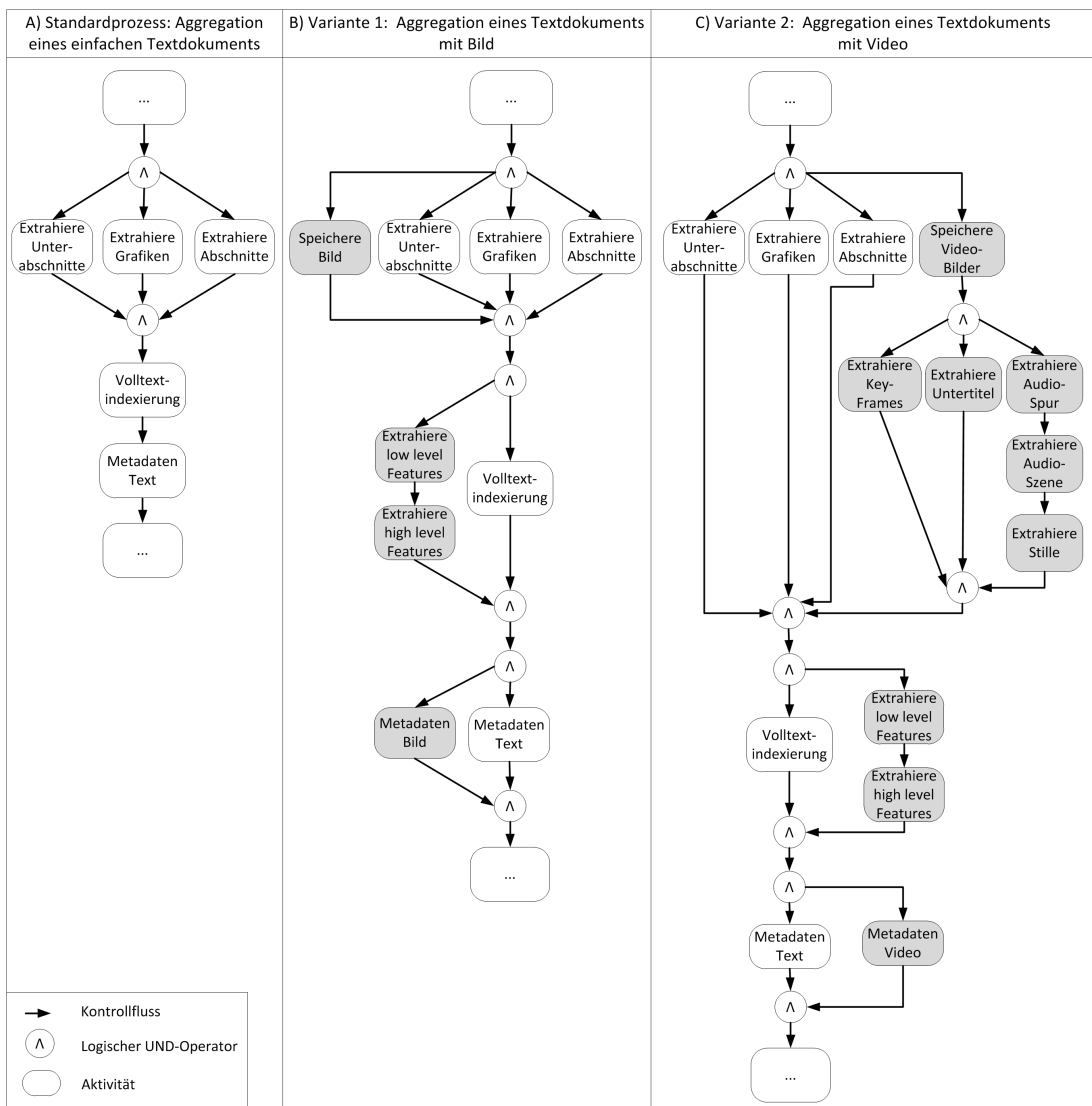 A) Standardprozess: Aggregation
eines einfachen Textdokuments
...
Λ
Extrahiere
Unter-
abschnitte
Extrahiere
Grafiken
Extrahiere
Abschnitte
Λ
Volltext-
indexierung
Metadaten
Text
...
B) Variante 1: Aggregation eines Textdokuments
mit Bild
...
Λ
Speichere
Bild
Extrahiere
Unter-
abschnitte
Extrahiere
Grafiken
Extrahiere
Abschnitte
Λ
Λ
Extrahiere
low level
Features
Extrahiere
high level
Features
Volltext-
indexierung
Λ
Λ
Metadaten
Bild
Metadaten
Text
Λ
...
C) Variante 2: Aggregation eines Textdokuments
mit Video
...
Λ
Extrahiere
Unter-
abschnitte
Extrahiere
Grafiken
Extrahiere
Abschnitte
Speichere
Video-
Bilder
Λ
Extrahiere
Key-
Frames
Extrahiere
Untertitel
Extrahiere
Audio-
Spur
Extrahiere
Audio-
Szene
Extrahiere
Stille
Λ
Λ
Λ
Volltext-
indexierung
Extrahiere
low level
Features
Extrahiere
high level
Features
Λ
Λ
Metadaten
Text
Metadaten
Video
Λ
...
Kontrollfluss
Λ
Logischer UND-Operator
Aktivität